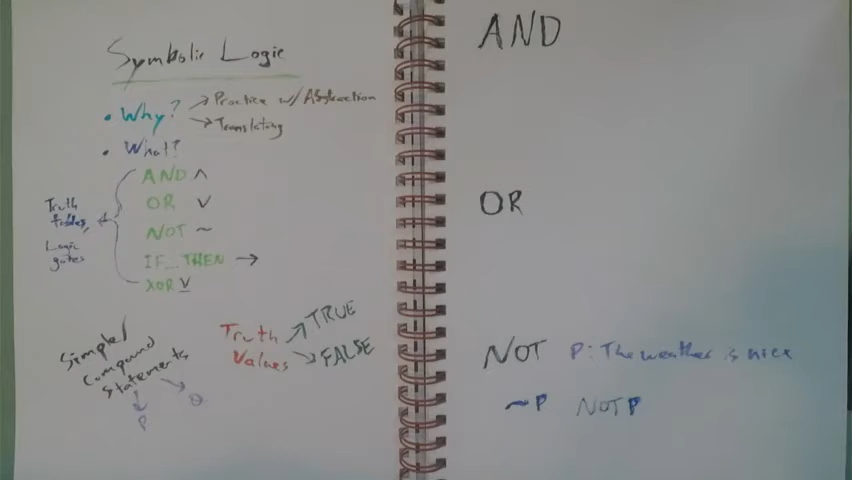 Symbolic Logic
• Why? → Practice w/ Abstraction
→ Translating
• What?
AND ∧
OR ∨
NOT ~
IF...THEN →
XOR ⊻
Truth
tables,
Logic
gates
Simple/
Compound
Statements
P
Q
Truth
Values
TRUE
FALSE
AND
OR
NOT P: The weather is nice
~P NOT P